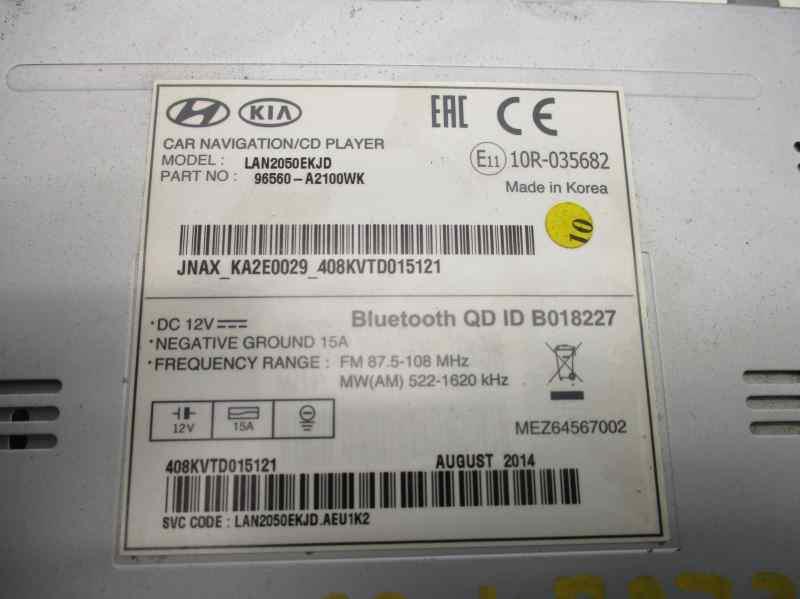 KIA EAC CE
CAR NAVIGATION/CD PLAYER
MODEL : LAN2050EKJD
PART NO : 96560-A2100WK
E11 10R-035682
Made in Korea
10
JNAX_KA2E0029_408KVTD015121
Bluetooth QD ID B018227
·DC 12V
·NEGATIVE GROUND 15A
·FREQUENCY RANGE : FM 87.5-108 MHz
MW(AM) 522-1620 kHz
12V 15A
MEZ64567002
408KVTD015121 AUGUST 2014
SVC CODE : LAN2050EKJD.AEU1K2